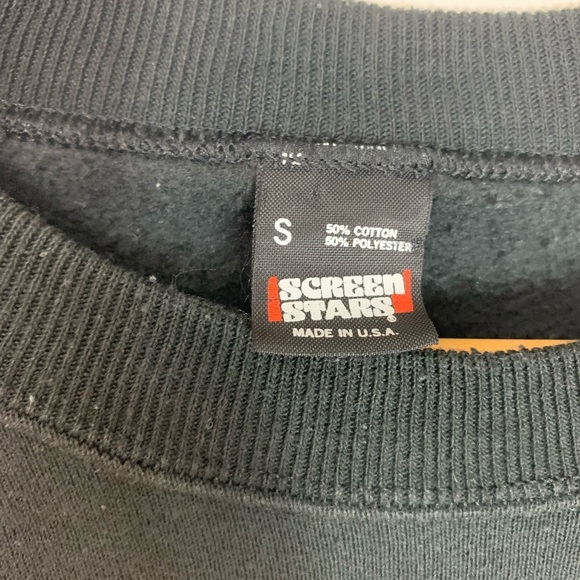 S
50% COTTON
50% POLYESTER
SCREEN
STARS®
MADE IN U.S.A.